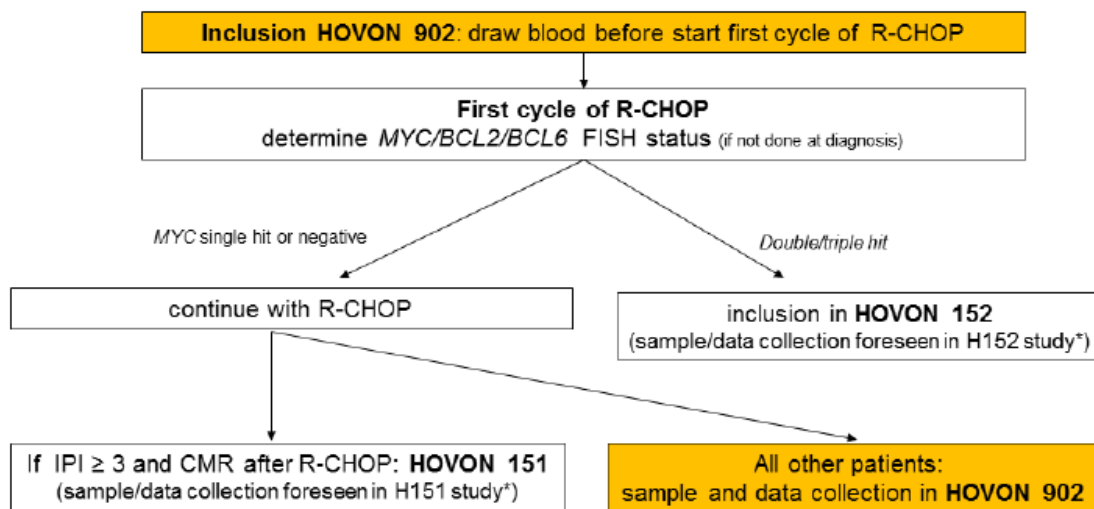 Inclusion HOVON 902: draw blood before start first cycle of R-CHOP
First cycle of R-CHOP
determine MYC/BCL2/BCL6 FISH status (if not done at diagnosis)
MYC single hit or negative
Double/triple hit
continue with R-CHOP
inclusion in HOVON 152
(sample/data collection foreseen in H152 study*)
If IPI ≥ 3 and CMR after R-CHOP: HOVON 151
(sample/data collection foreseen in H151 study*)
All other patients:
sample and data collection in HOVON 902